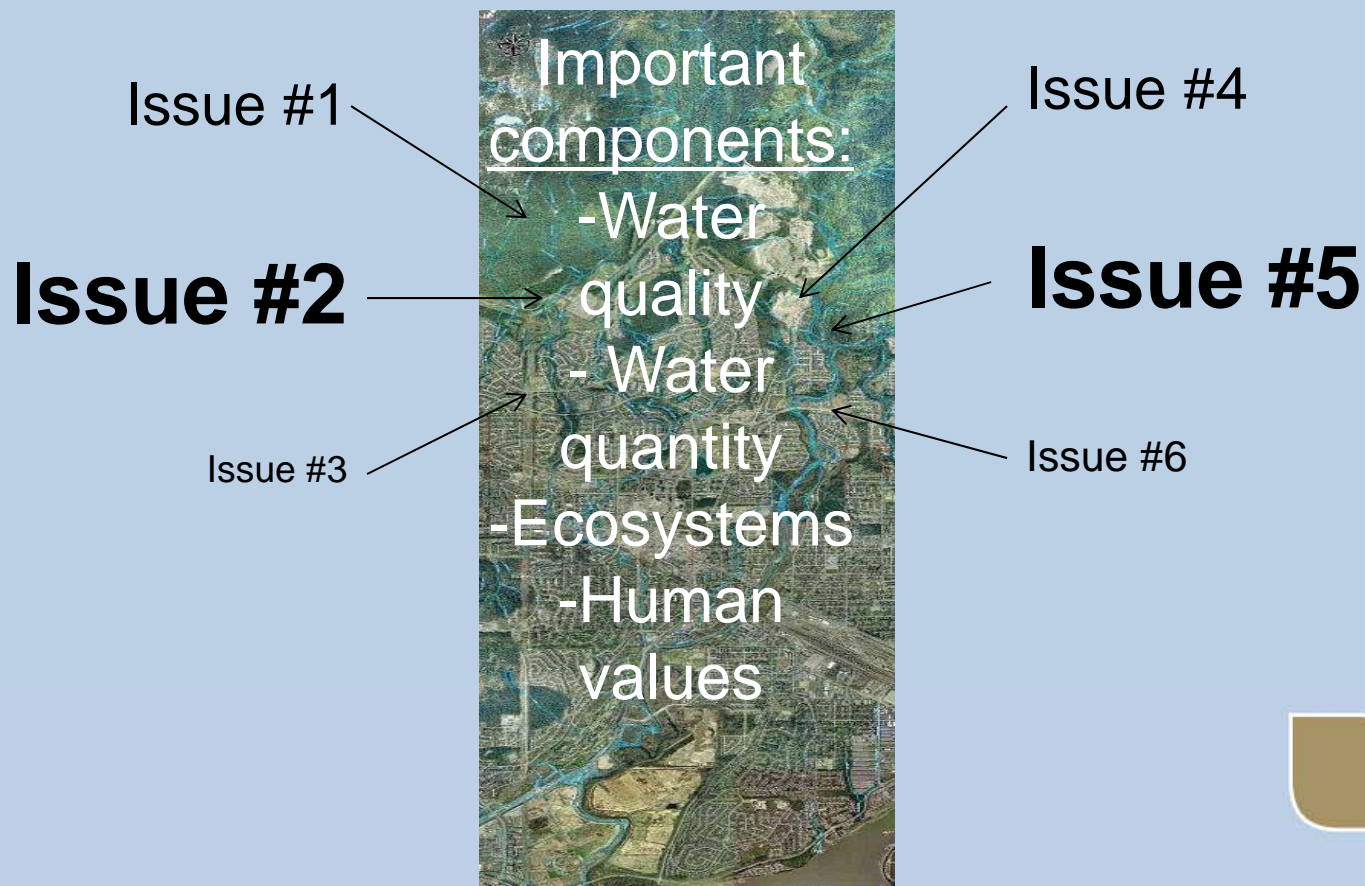 Issue #1
Issue #2
Issue #3
Important
components:
-Water
quality
- Water
quantity
-Ecosystems
-Human
values
Issue #4
Issue #5
Issue #6